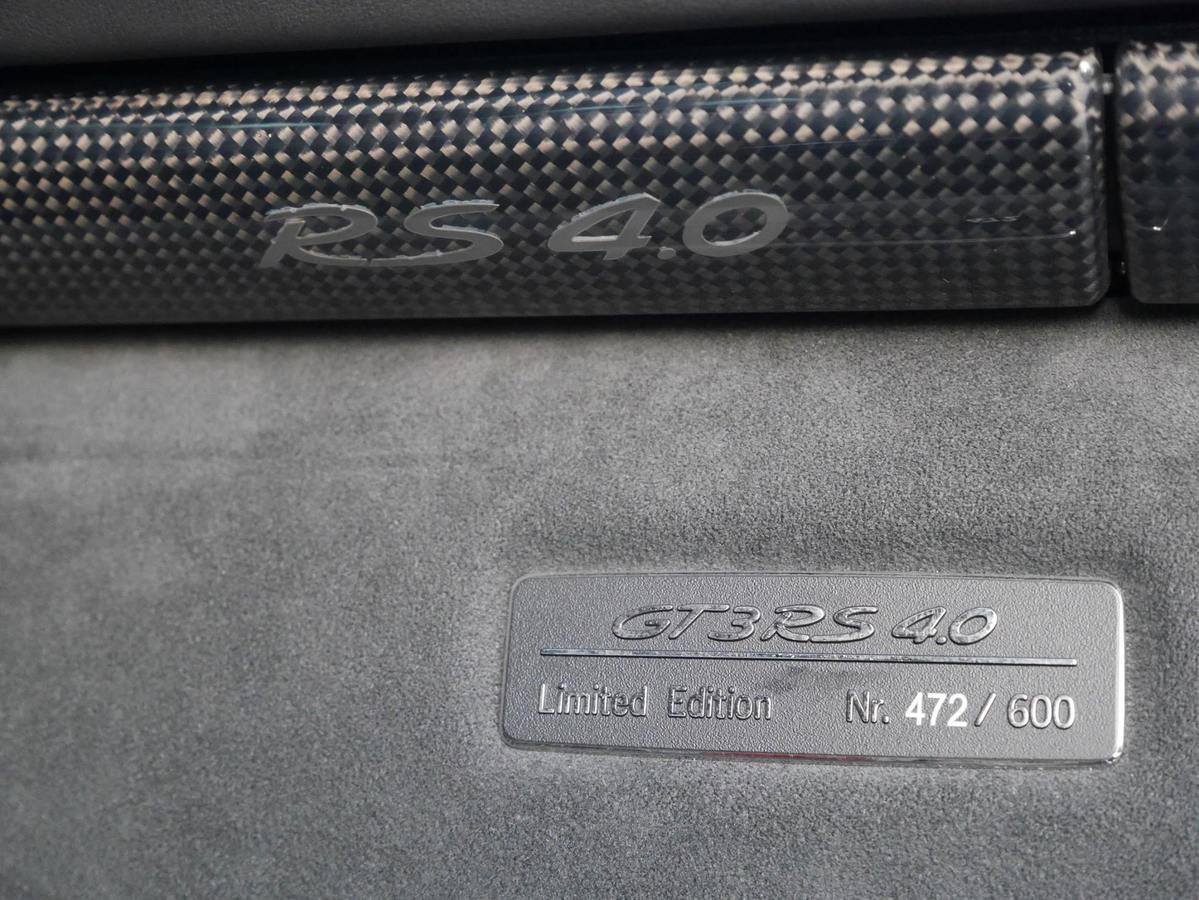 RS 4.0
GT3RS 4.0
Limited Edition Nr. 472 / 600